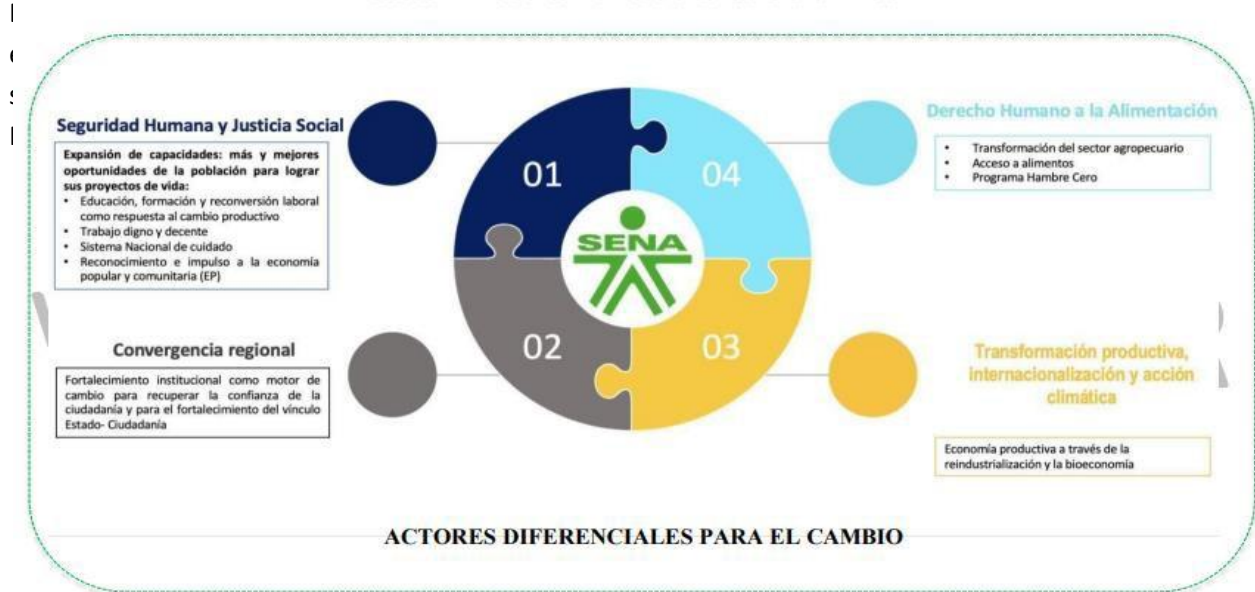 Seguridad Humana y Justicia Social
Expansión de capacidades: más y mejores
oportunidades de la población para lograr
sus proyectos de vida:
• Educación, formación y reconversión laboral
como respuesta al cambio productivo
• Trabajo digno y decente
• Sistema Nacional de cuidado
• Reconocimiento e impulso a la economía
popular y comunitaria (EP)
Convergencia regional
Fortalecimiento institucional como motor de
cambio para recuperar la confianza de la
ciudadanía y para el fortalecimiento del vínculo
Estado- Ciudadanía
01
04
SENA
02
03
Derecho Humano a la Alimentación
• Transformación del sector agropecuario
• Acceso a alimentos
• Programa Hambre Cero
Transformación productiva,
internacionalización y acción
climática
Economía productiva a través de la
reindustrialización y la bioeconomía
ACTORES DIFERENCIALES PARA EL CAMBIO